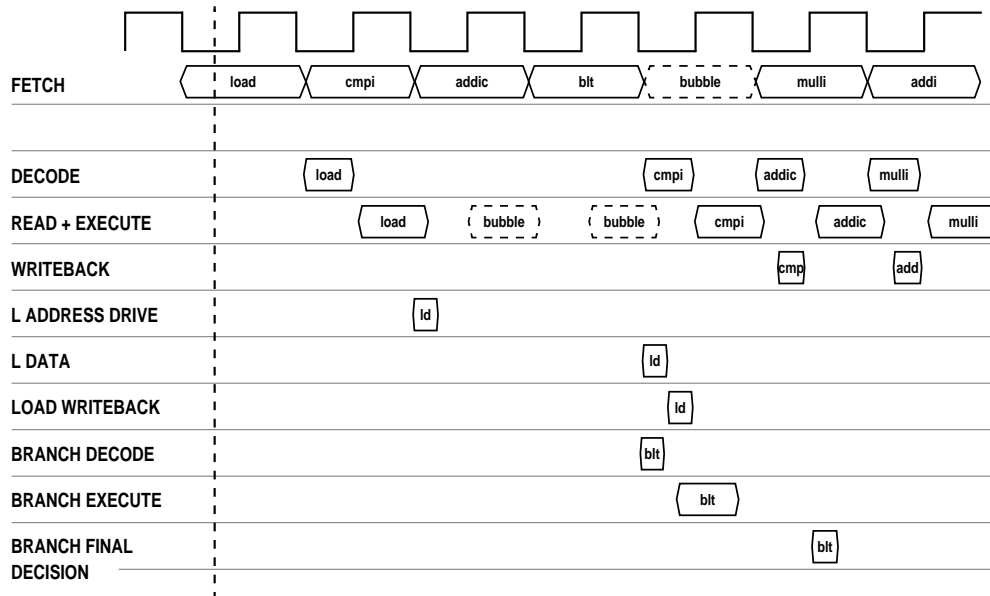 FETCH load cmpi addic blt bubble mulli addi
DECODE load cmpi addic mulli
READ + EXECUTE load bubble bubble cmpi addic mulli
WRITEBACK cmp add
L ADDRESS DRIVE ld
L DATA ld
LOAD WRITEBACK ld
BRANCH DECODE blt
BRANCH EXECUTE blt
BRANCH FINAL blt
DECISION